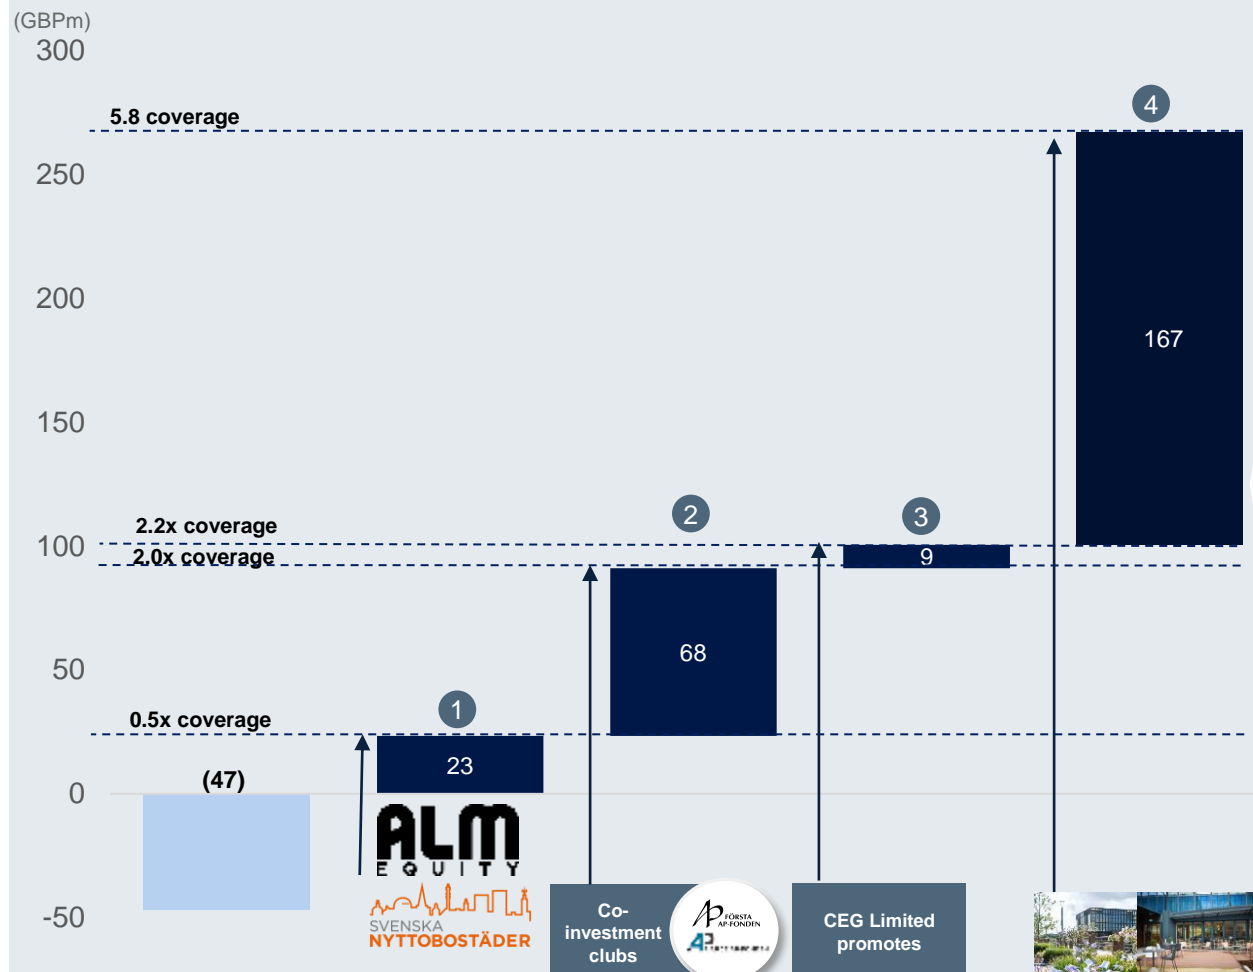 (GBPm)
300
5.8 coverage
4
250
200
167
150
2.2x coverage
2
3
100
2.0x coverage
9
68
50
0.5x coverage
1
(47)
23
0
ALM
EQUITY
-50
SVENSKA
NYTTOBOSTÄDER
Co-
investment
clubs
AP FÖRSTA
AP-FONDEN
AP
CEG Limited
promotes